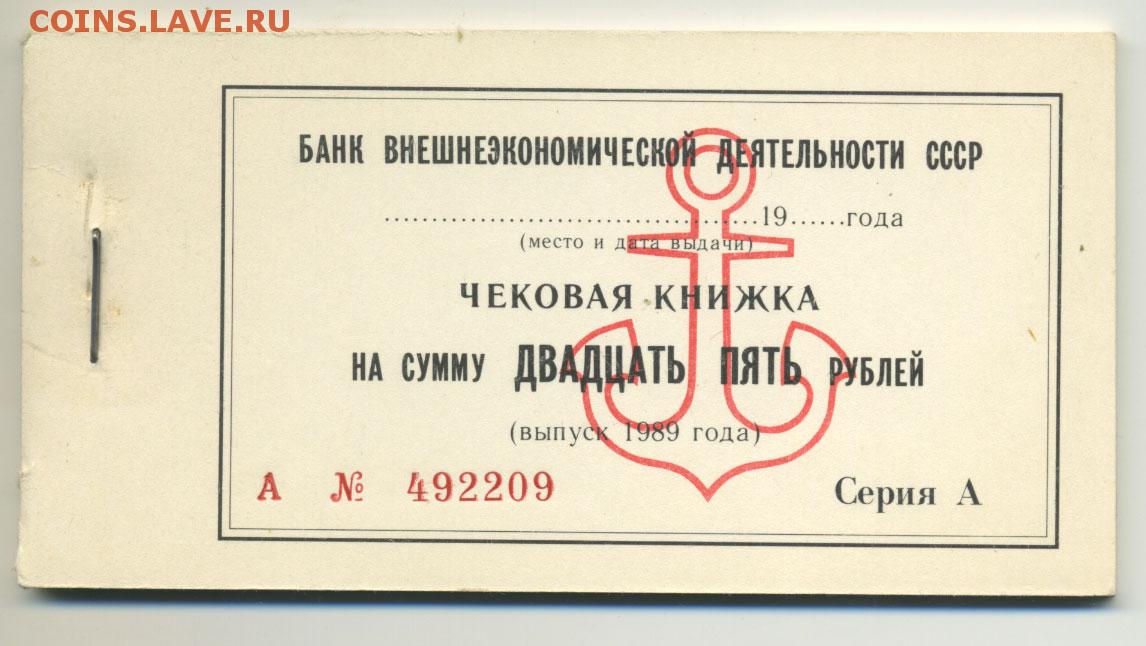 COINS.LAVE.RU
БАНК ВНЕШНЕЭКОНОМИЧЕСКОЙ ДЕЯТЕЛЬНОСТИ СССР
......................................19......года
(место и дата выдачи)
ЧЕКОВАЯ КНИЖКА
НА СУММУ ДВАДЦАТЬ ПЯТЬ РУБЛЕЙ
(выпуск 1989 года)
А № 492209 Серия А